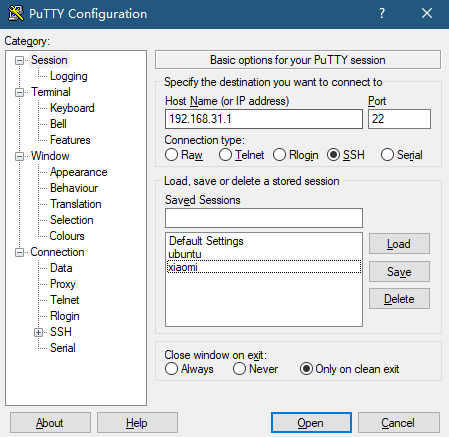 PuTTY Configuration
?
Category:
Session
Logging
Terminal
Keyboard
Bell
Features
Window
Appearance
Behaviour
Translation
Selection
Colours
Connection
Data
Proxy
Telnet
Rlogin
SSH
Serial
Basic options for your PuTTY session
Specify the destination you want to connect to
Host Name (or IP address) Port
192.168.31.1 22
Connection type:
Raw Telnet Rlogin SSH Serial
Load, save or delete a stored session
Saved Sessions
Default Settings
ubuntu
xiaomi
Load
Save
Delete
Close window on exit:
Always Never Only on clean exit
About Help Open Cancel